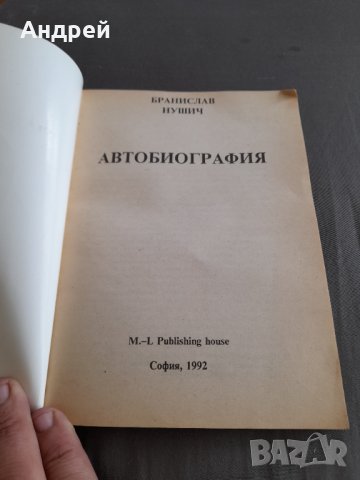 Андрей
БРАНИСЛАВ
НУШИЧ
АВТОБИОГРАФИЯ
M.–L Publishing house
София, 1992
BAZAR